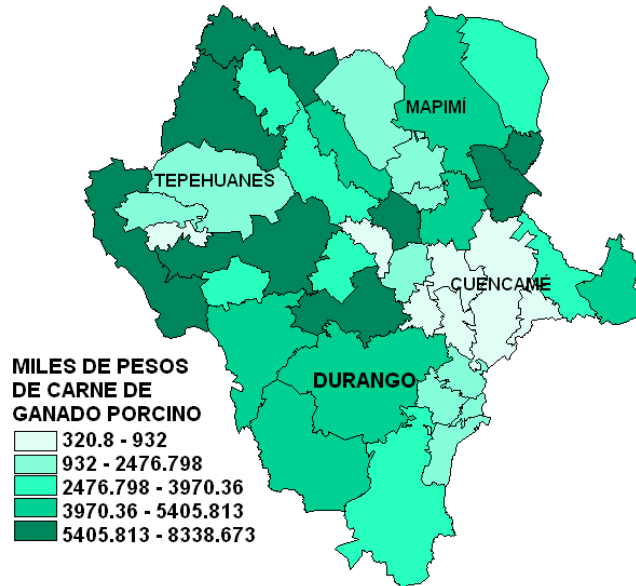 MAPIMÍ
TEPEHUANES
CUENCAMÉ
DURANGO
MILES DE PESOS
DE CARNE DE
GANADO PORCINO
320.8 - 932
932 - 2476.798
2476.798 - 3970.36
3970.36 - 5405.813
5405.813 - 8338.673